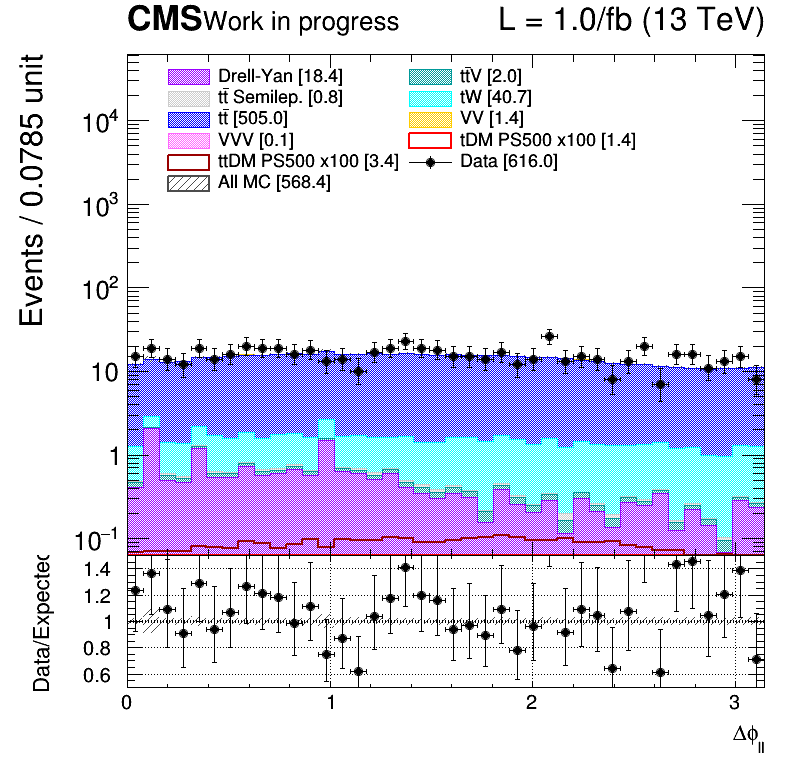 CMS Work in progress L = 1.0/fb (13 TeV)
Events / 0.0785 unit
Drell-Yan [18.4]
tt̄V [2.0]
tt̄ Semilep. [0.8]
tW [40.7]
tt̄ [505.0]
VV [1.4]
VVV [0.1]
tDM PS500 x100 [1.4]
ttDM PS500 x100 [3.4]
Data [616.0]
All MC [568.4]
10⁴
10³
10²
10
1
10⁻¹
Data/Expected
1.4
1.2
1
0.8
0.6
0 1 2 3
Δϕ_ll